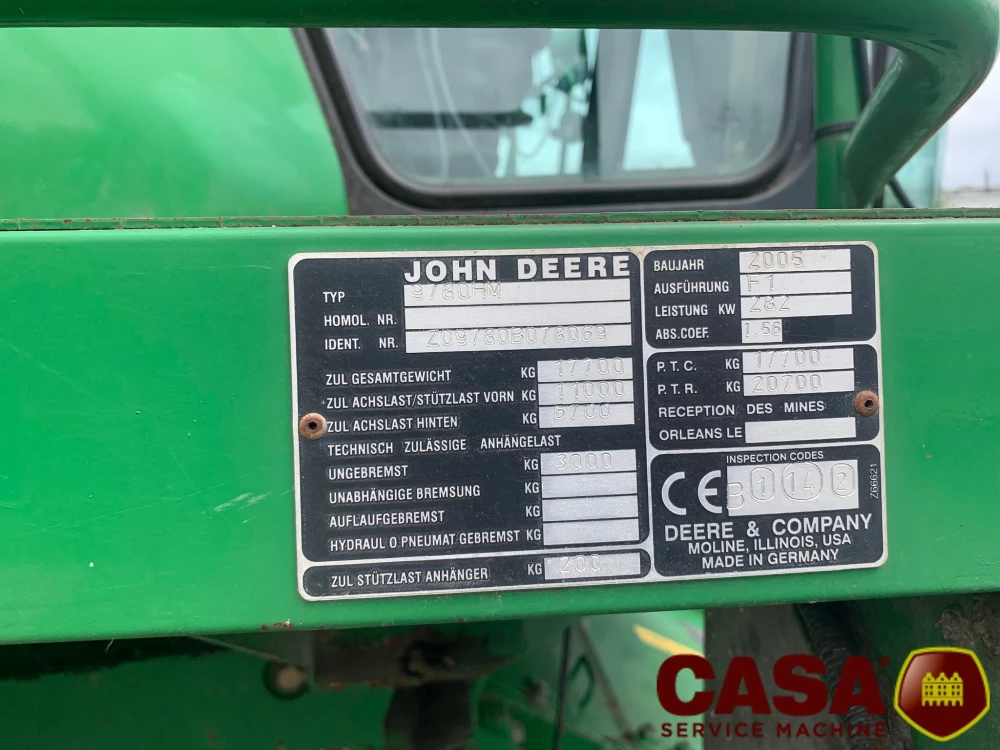 JOHN DEERE
TYP 9780HM
HOMOL. NR.
IDENT. NR. Z09780B078069
ZUL GESAMTGEWICHT KG 17700
ZUL ACHSLAST/STÜTZLAST VORN KG 11000
ZUL ACHSLAST HINTEN KG 6700
TECHNISCH ZULÄSSIGE ANHÄNGELAST
UNGEBREMST KG 3000
UNABHÄNGIGE BREMSUNG KG
AUFLAUFGEBREMST KG
HYDRAUL O PNEUMAT GEBREMST KG
ZUL STÜTZLAST ANHÄNGER KG 200
BAUJAHR 2005
AUSFÜHRUNG F1
LEISTUNG KW 282
ABS.COEF. 1.56
P.T.C. KG 17700
P.T.R. KG 20700
RECEPTION DES MINES
ORLEANS LE
INSPECTION CODES
CE B 1 14 2
DEERE & COMPANY
MOLINE, ILLINOIS, USA
MADE IN GERMANY
Z66621
CASA
SERVICE MACHINE